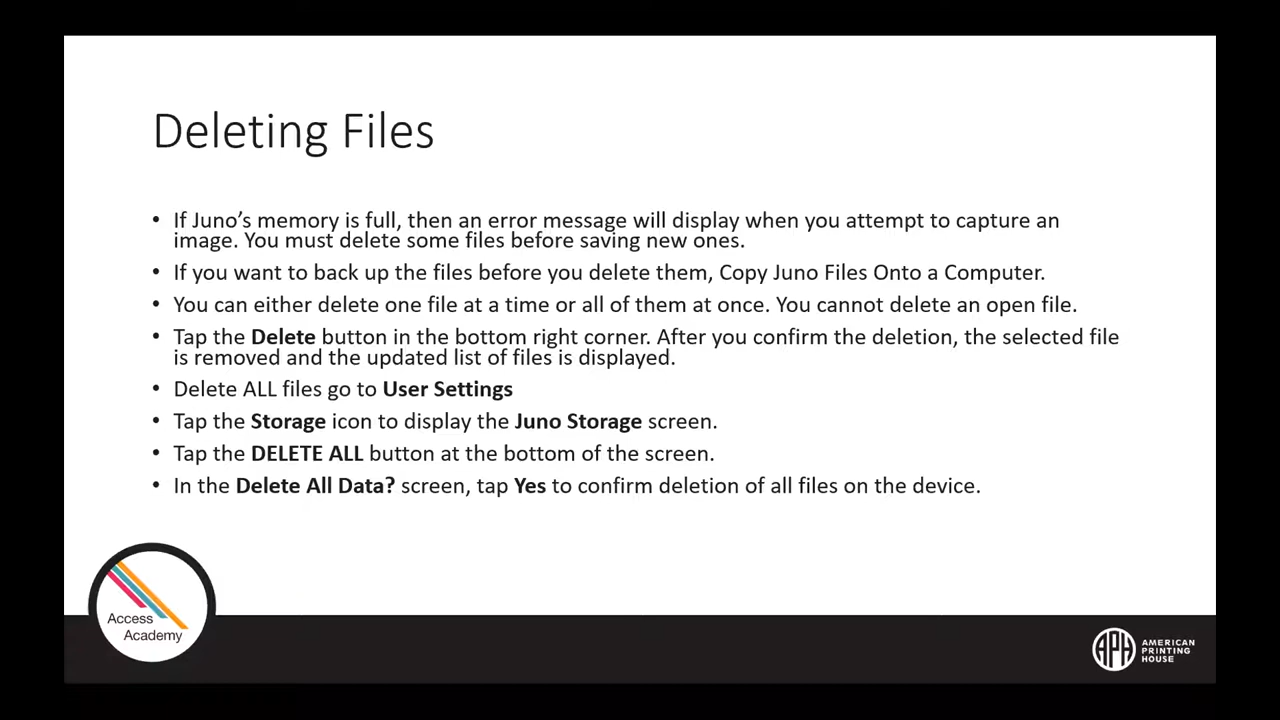 Deleting Files
• If Juno’s memory is full, then an error message will display when you attempt to capture an
image. You must delete some files before saving new ones.
• If you want to back up the files before you delete them, Copy Juno Files Onto a Computer.
• You can either delete one file at a time or all of them at once. You cannot delete an open file.
• Tap the Delete button in the bottom right corner. After you confirm the deletion, the selected file
is removed and the updated list of files is displayed.
• Delete ALL files go to User Settings
• Tap the Storage icon to display the Juno Storage screen.
• Tap the DELETE ALL button at the bottom of the screen.
• In the Delete All Data? screen, tap Yes to confirm deletion of all files on the device.
Access
Academy
APH
AMERICAN
PRINTING
HOUSE